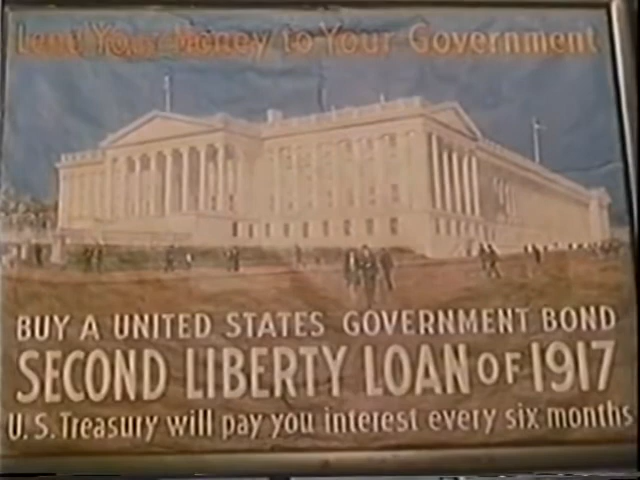 Lend Your Money to Your Government
BUY A UNITED STATES GOVERNMENT BOND
SECOND LIBERTY LOAN OF 1917
U.S. Treasury will pay you interest every six months